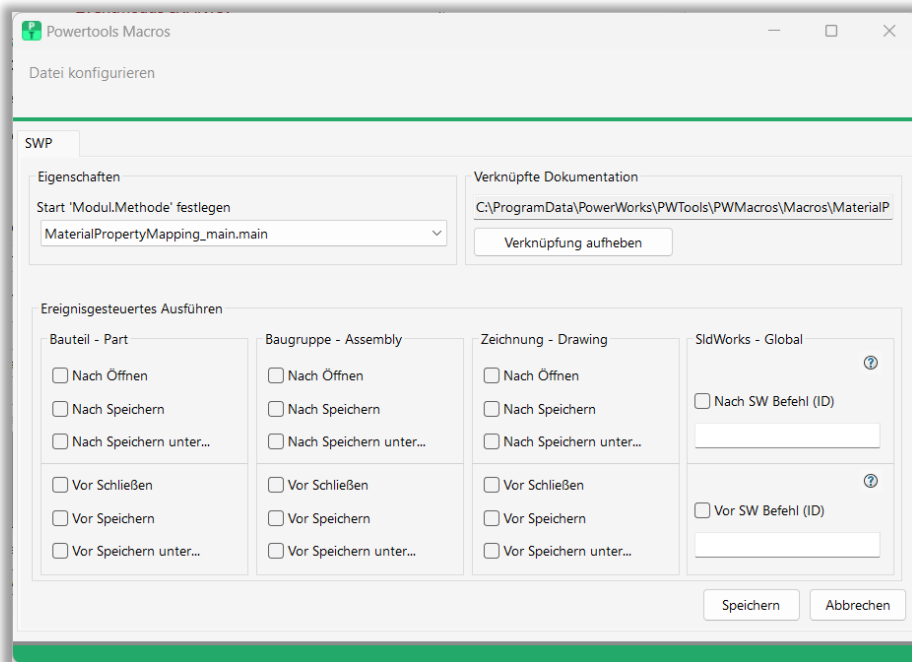 Powertools Macros
Datei konfigurieren
SWP
Eigenschaften
Start 'Modul.Methode' festlegen
MaterialPropertyMapping_main.main
Verknüpfte Dokumentation
C:\ProgramData\PowerWorks\PWTools\PWMacros\Macros\MaterialP
Verknüpfung aufheben
Ereignisgesteuertes Ausführen
Bauteil - Part
Nach Öffnen
Nach Speichern
Nach Speichern unter...
Vor Schließen
Vor Speichern
Vor Speichern unter...
Baugruppe - Assembly
Nach Öffnen
Nach Speichern
Nach Speichern unter...
Vor Schließen
Vor Speichern
Vor Speichern unter...
Zeichnung - Drawing
Nach Öffnen
Nach Speichern
Nach Speichern unter...
Vor Schließen
Vor Speichern
Vor Speichern unter...
SldWorks - Global
Nach SW Befehl (ID)
Vor SW Befehl (ID)
Speichern
Abbrechen